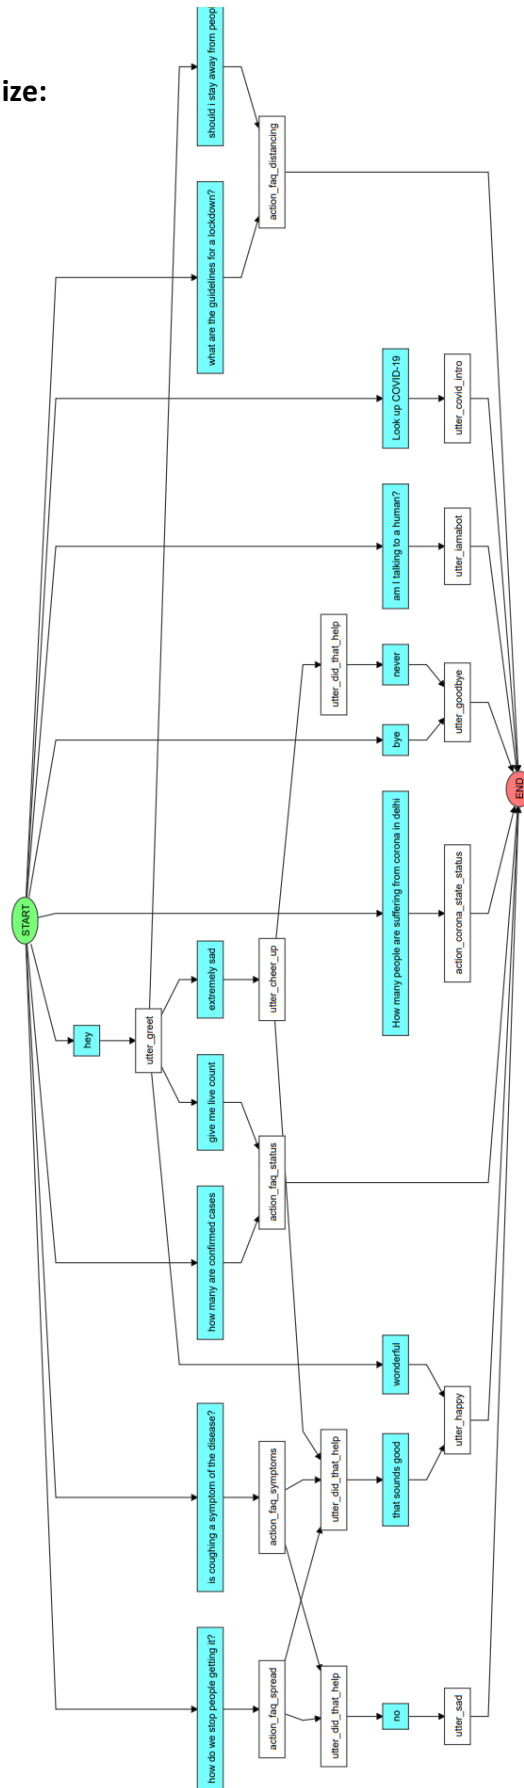 ize:
should i stay away from peop
action_faq_distancing
what are the guidelines for a lockdown?
Look up COVID-19
utter_covid_intro
am I talking to a human?
utter_iamabot
utter_did_that_help
never
utter_goodbye
bye
END
How many people are suffering from corona in delhi
action_corona_state_status
START
extremely sad
utter_cheer_up
hey
utter_greet
give me live count
action_faq_status
how many are confirmed cases
wonderful
utter_happy
that sounds good
is coughing a symptom of the disease?
action_faq_symptoms
utter_did_that_help
how do we stop people getting it?
action_faq_spread
utter_did_that_help
no
utter_sad